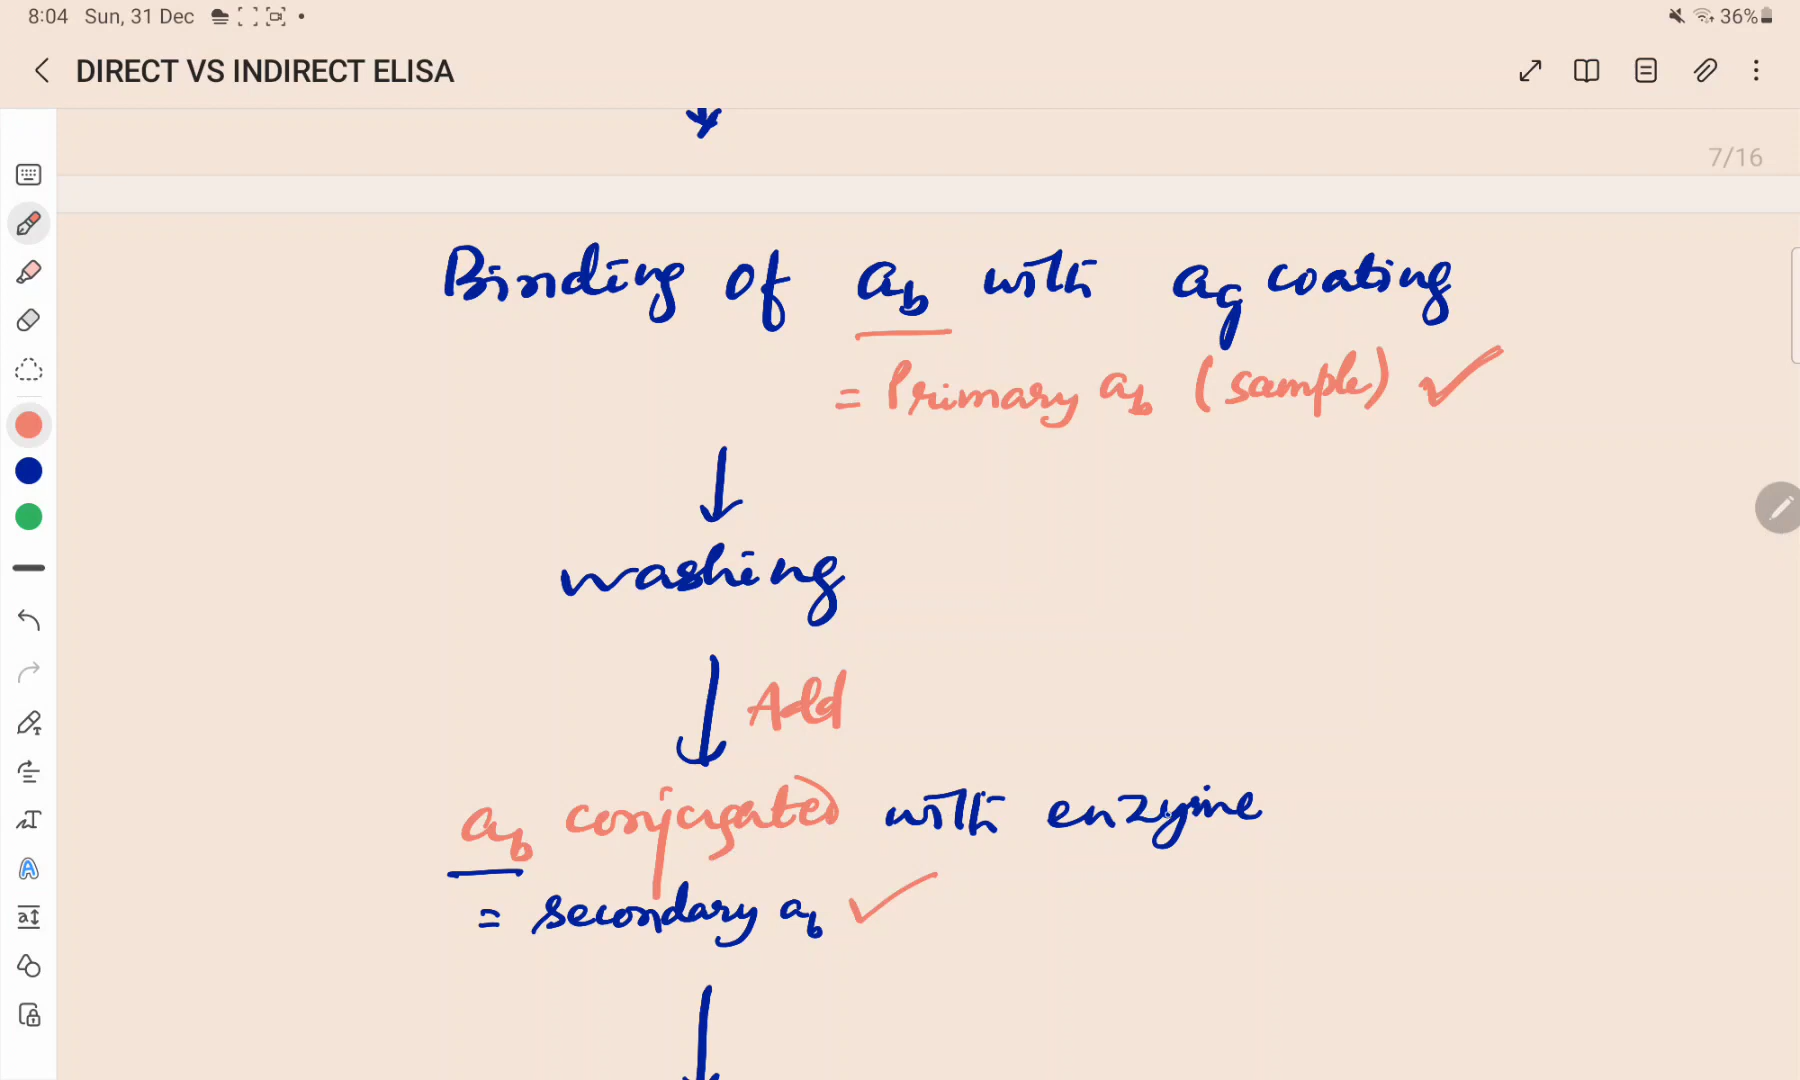 8:04 Sun, 31 Dec 36%
DIRECT VS INDIRECT ELISA
7/16
Binding of ab with ag coating
= Primary ab (sample) ✓
↓
washing
↓ Add
ab conjugated with enzyme
= secondary ab ✓
↓